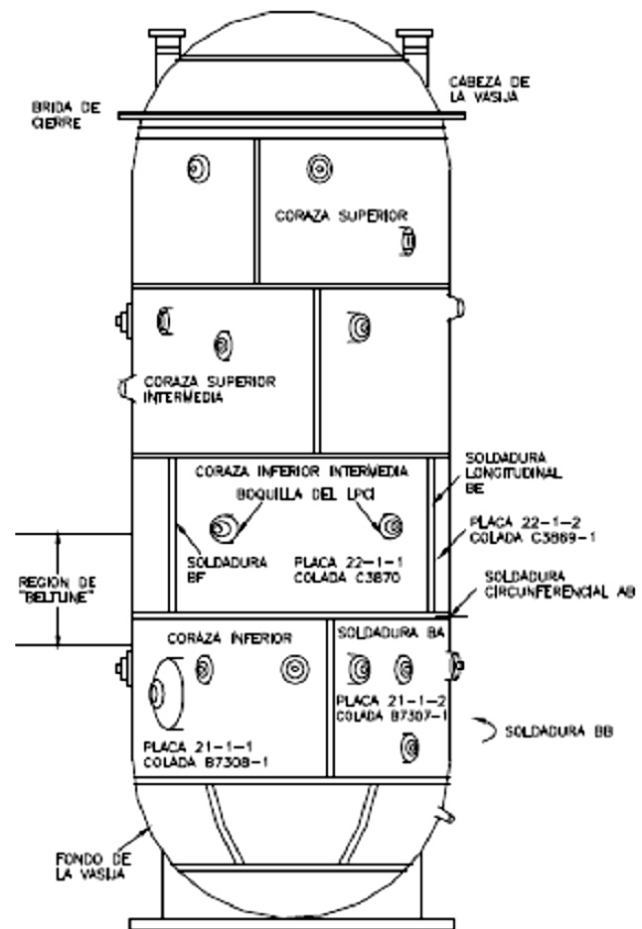 CABEZA DE
LA VASIJA
BRIDA DE
CIERRE
CORAZA SUPERIOR
CORAZA SUPERIOR
INTERMEDIA
CORAZA INFERIOR INTERMEDIA
BOQUILLA DEL LPCI
SOLDADURA
LONGITUDINAL
BE
PLACA 22-1-2
COLADA C3869-1
SOLDADURA
BF
PLACA 22-1-1
COLADA C3870
REGION DE
"BELTLINE"
SOLDADURA
CIRCUNFERENCIAL AB
CORAZA INFERIOR
SOLDADURA BA
PLACA 21-1-2
COLADA B7307-1
SOLDADURA BB
PLACA 21-1-1
COLADA B7308-1
FONDO DE
LA VASIJA